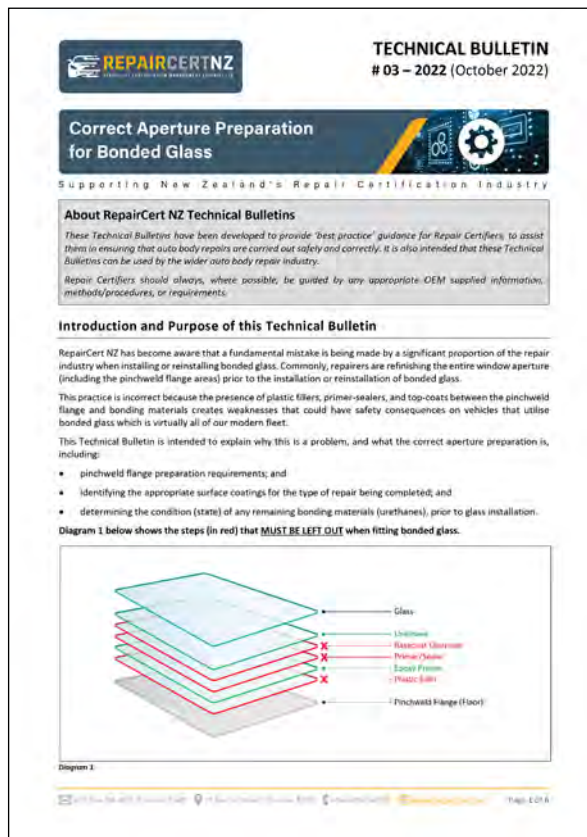 REPAIRCERTNZ
TECHNICAL BULLETIN
# 03 – 2022 (October 2022)
Correct Aperture Preparation
for Bonded Glass
Supporting New Zealand's Repair Certification Industry
About RepairCert NZ Technical Bulletins
These Technical Bulletins have been developed to provide 'best practice' guidance for Repair Certifiers, to assist
them in ensuring that auto body repairs are carried out safely and correctly. It is also intended that these Technical
Bulletins can be used by the wider auto body repair industry.
Repair Certifiers should always, where possible, be guided by any appropriate OEM supplied information,
methods/procedures, or requirements.
Introduction and Purpose of this Technical Bulletin
RepairCert NZ has become aware that a fundamental mistake is being made by a significant proportion of the repair
industry when installing or reinstalling bonded glass. Commonly, repairers are refinishing the entire window aperture
(including the pinchweld flange areas) prior to the installation or reinstatement of bonded glass.
This practice is incorrect because the presence of plastic fillers, primer-sealers, and top-coats between the pinchweld
flange and bonding materials creates weaknesses that could have safety consequences on vehicles that utilise
bonded glass which is virtually all of our modern fleet.
This Technical Bulletin is intended to explain why this is a problem, and what the correct aperture preparation is,
including:
• pinchweld flange preparation requirements; and
• identifying the appropriate surface coatings for the type of repair being completed; and
• determining the condition (state) of any remaining bonding materials (urethanes), prior to glass installation.
Diagram 1 below shows the steps (in red) that MUST BE LEFT OUT when fitting bonded glass.
Glass
Urethane
X Basecoat Clearcoat
X Primer/Sealer
Epoxy Primer
X Plastic Filler
Pinchweld Flange (Floor)
Diagram 1
Page 1 of 6